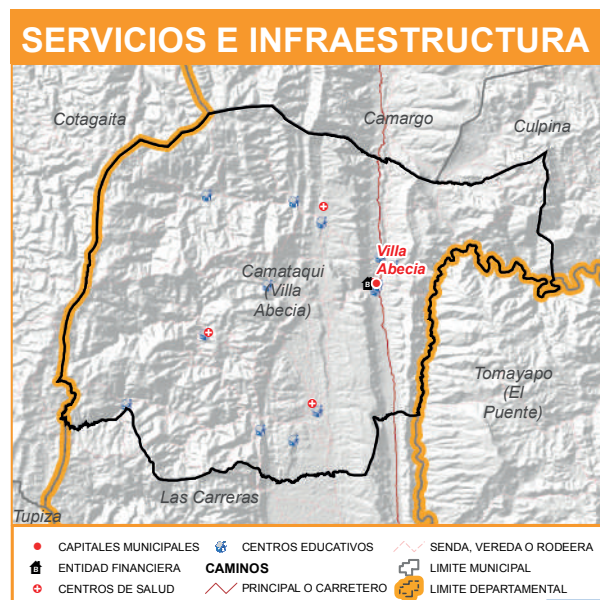 SERVICIOS E INFRAESTRUCTURA
Cotagaita
Camargo
Culpina
Villa
Abecia
Camataqui
(Villa
Abecia)
Tomayapo
(El
Puente)
Las Carreras
Tupiza
CAPITALES MUNICIPALES
CENTROS EDUCATIVOS
SENDA, VEREDA O RODEERA
B ENTIDAD FINANCIERA
CAMINOS
LIMITE MUNICIPAL
CENTROS DE SALUD
PRINCIPAL O CARRETERO
LIMITE DEPARTAMENTAL